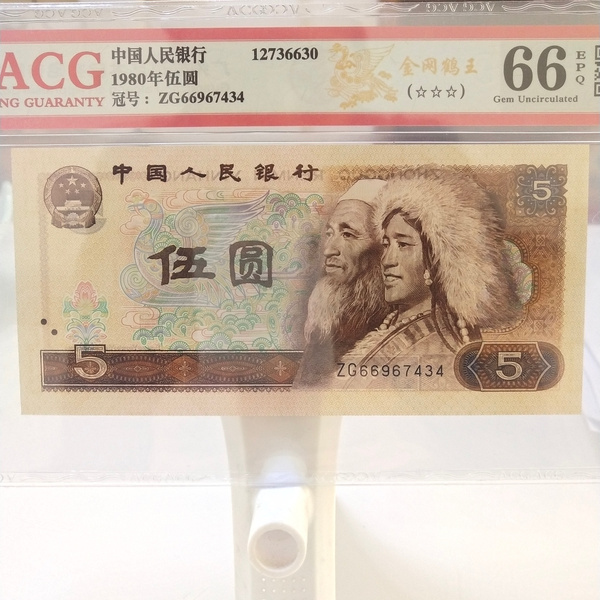 ACG
NG GUARANTY
中国人民银行
1980年伍圆
冠号： ZG66967434
12736630
金网鹤王
(☆☆☆)
66
EPQ
Gem Uncirculated
中国人民银行
5
伍圆
5
ZG66967434
5